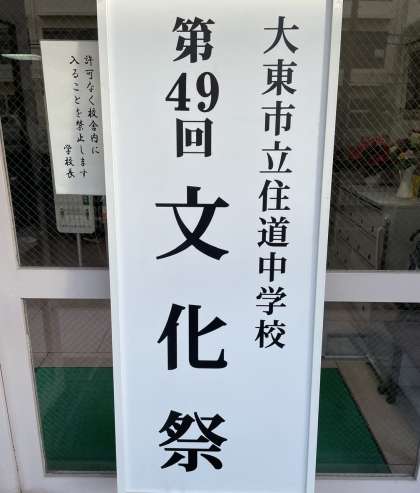 大東市立住道中学校
第49回 文化祭
許可なく校舎内に
入ることを禁止します
学校長